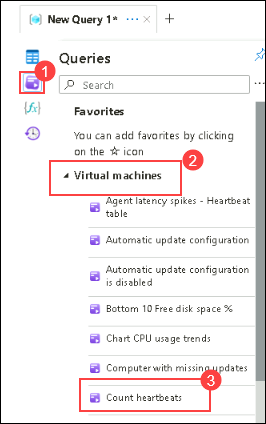 New Query 1* ··· × +
Queries
1
Search ···
{fx}
Favorites
You can add favorites by clicking
on the ☆ icon
2
Virtual machines
Agent latency spikes - Heartbeat
table
Automatic update configuration
Automatic update configuration
is disabled
Bottom 10 Free disk space %
Chart CPU usage trends
Computer with missing updates
3
Count heartbeats